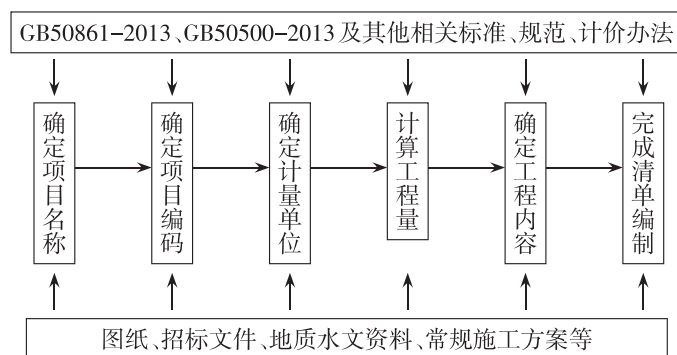 GB50861-2013、GB50500-2013及其他相关标准、规范、计价办法
确定项目名称
确定项目编码
确定计量单位
计算工程量
确定工程内容
完成清单编制
图纸、招标文件、地质水文资料、常规施工方案等